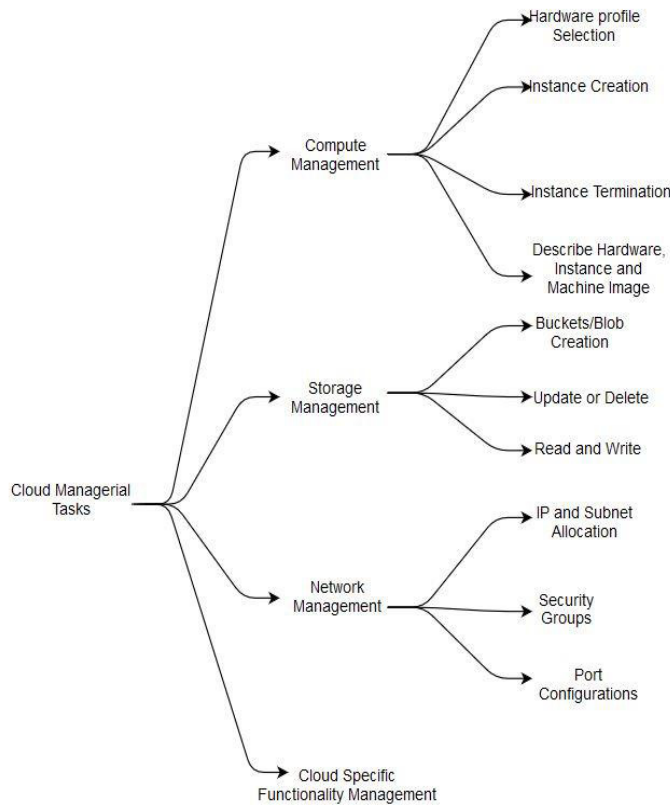 Hardware profile
Selection
Instance Creation
Compute
Management
Instance Termination
Describe Hardware,
Instance and
Machine Image
Buckets/Blob
Creation
Storage
Management
Update or Delete
Read and Write
Cloud Managerial
Tasks
IP and Subnet
Allocation
Network
Management
Security
Groups
Port
Configurations
Cloud Specific
Functionality Management